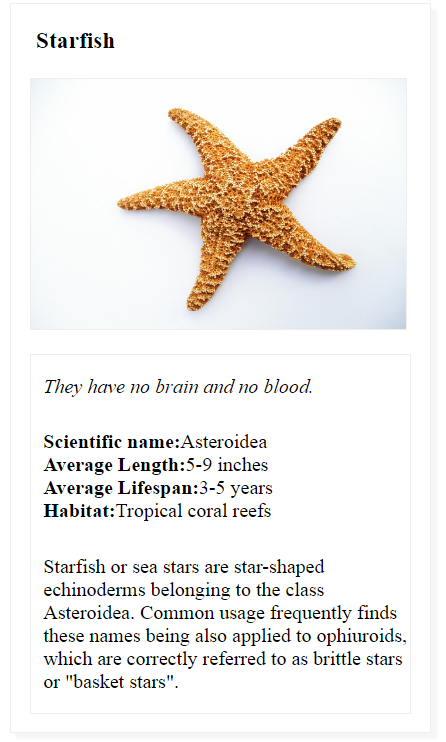 Starfish
They have no brain and no blood.
Scientific name:Asteroidea
Average Length:5-9 inches
Average Lifespan:3-5 years
Habitat:Tropical coral reefs
Starfish or sea stars are star-shaped
echinoderms belonging to the class
Asteroidea. Common usage frequently finds
these names being also applied to ophiuroids,
which are correctly referred to as brittle stars
or "basket stars".